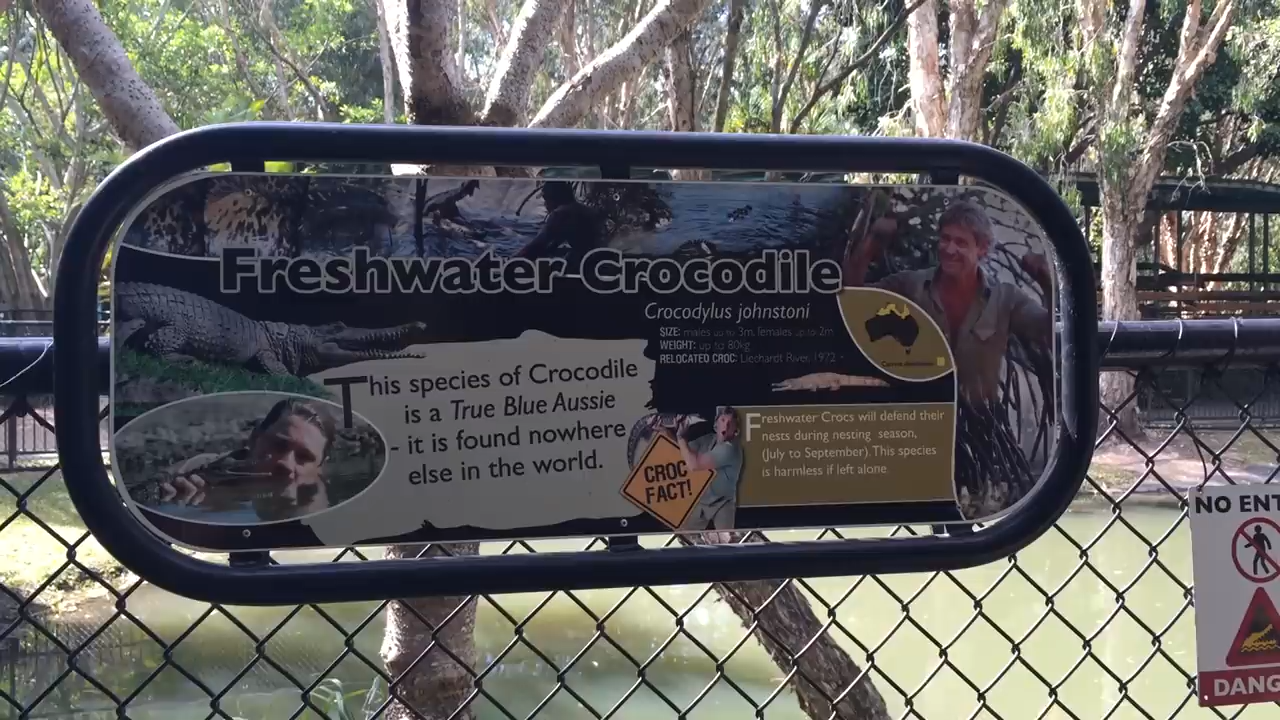 Freshwater Crocodile
Crocodylus johnstoni
SIZE: males up to 3m, females up to 2m
WEIGHT: up to 80kg
RELOCATED CROC: Liechardt River, 1972
This species of Crocodile
is a True Blue Aussie
- it is found nowhere
else in the world.
CROC
FACT!
Freshwater Crocs will defend their
nests during nesting season,
(July to September). This species
is harmless if left alone.
NO ENT
DANG